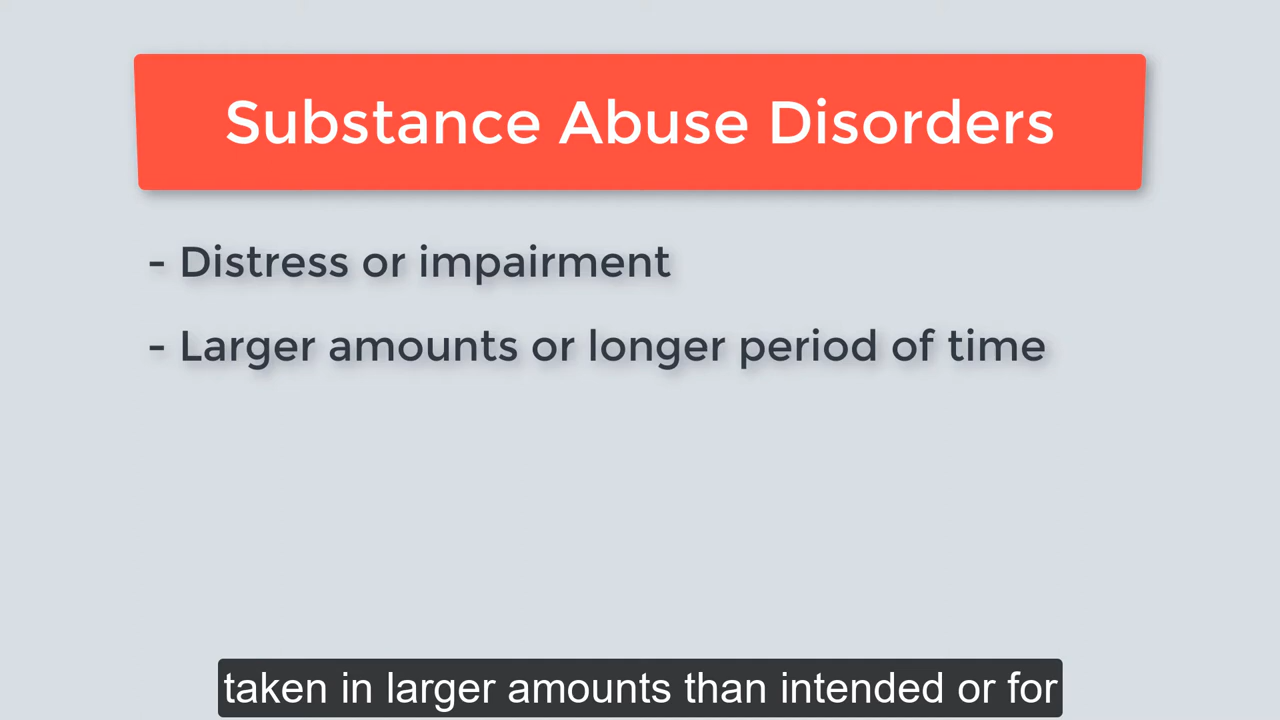 Substance Abuse Disorders
- Distress or impairment
- Larger amounts or longer period of time
taken in larger amounts than intended or for